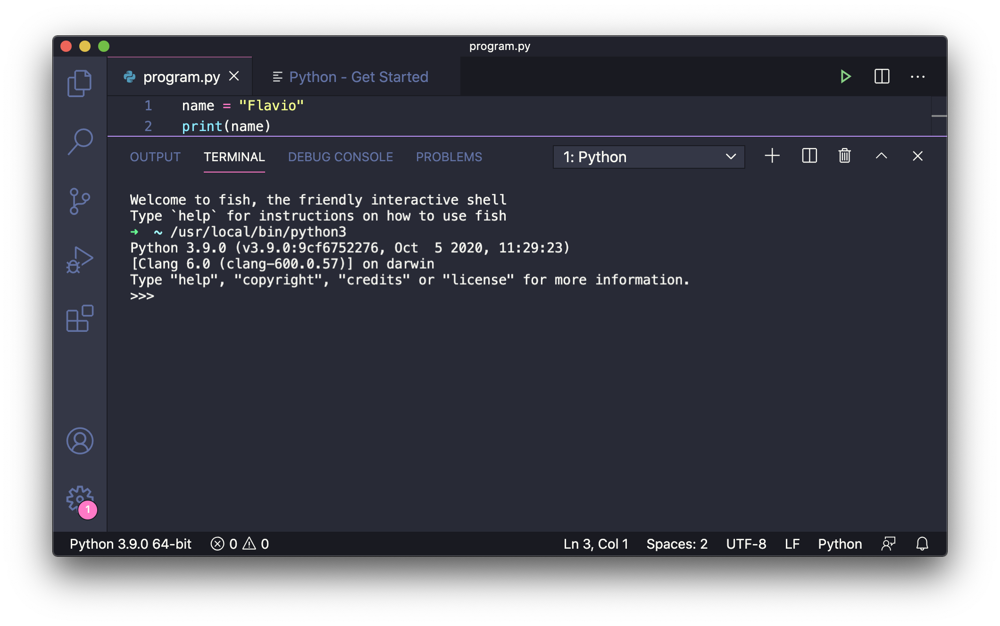 program.py
program.py
Python - Get Started
1 name = "Flavio"
2 print(name)
OUTPUT TERMINAL DEBUG CONSOLE PROBLEMS 1: Python
Welcome to fish, the friendly interactive shell
Type `help` for instructions on how to use fish
➜  ~ /usr/local/bin/python3
Python 3.9.0 (v3.9.0:9cf6752276, Oct  5 2020, 11:29:23)
[Clang 6.0 (clang-600.0.57)] on darwin
Type "help", "copyright", "credits" or "license" for more information.
>>>
1
Python 3.9.0 64-bit 0 0 Ln 3, Col 1 Spaces: 2 UTF-8 LF Python